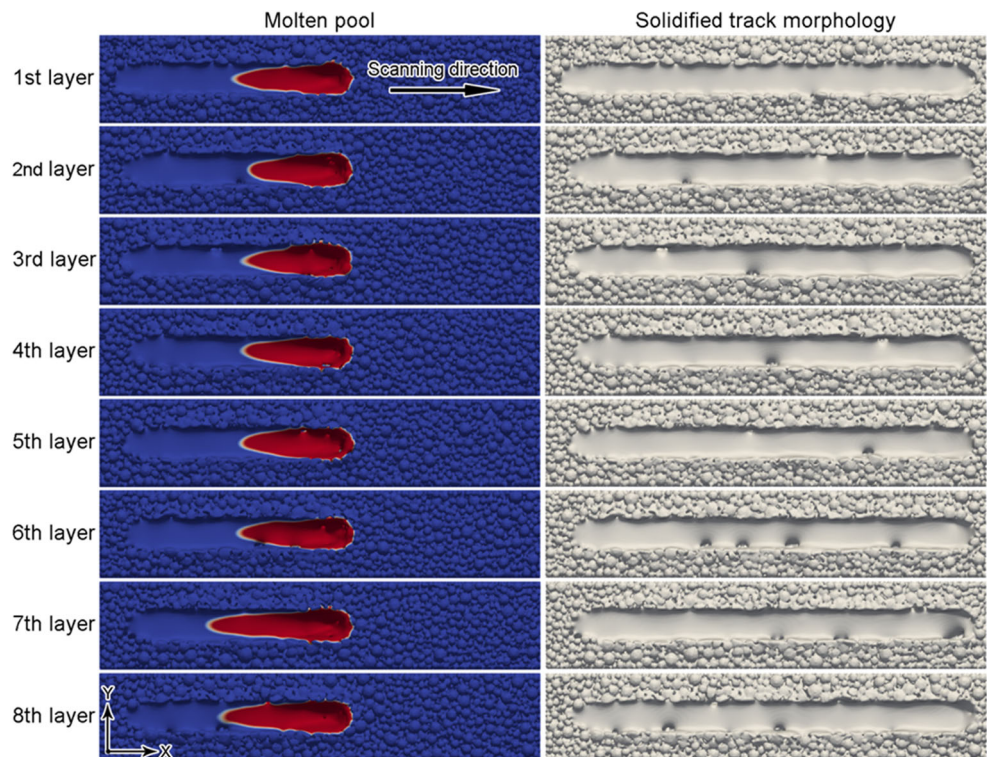 Molten pool
Solidified track morphology
1st layer
Scanning direction
2nd layer
3rd layer
4th layer
5th layer
6th layer
7th layer
8th layer
Y
X